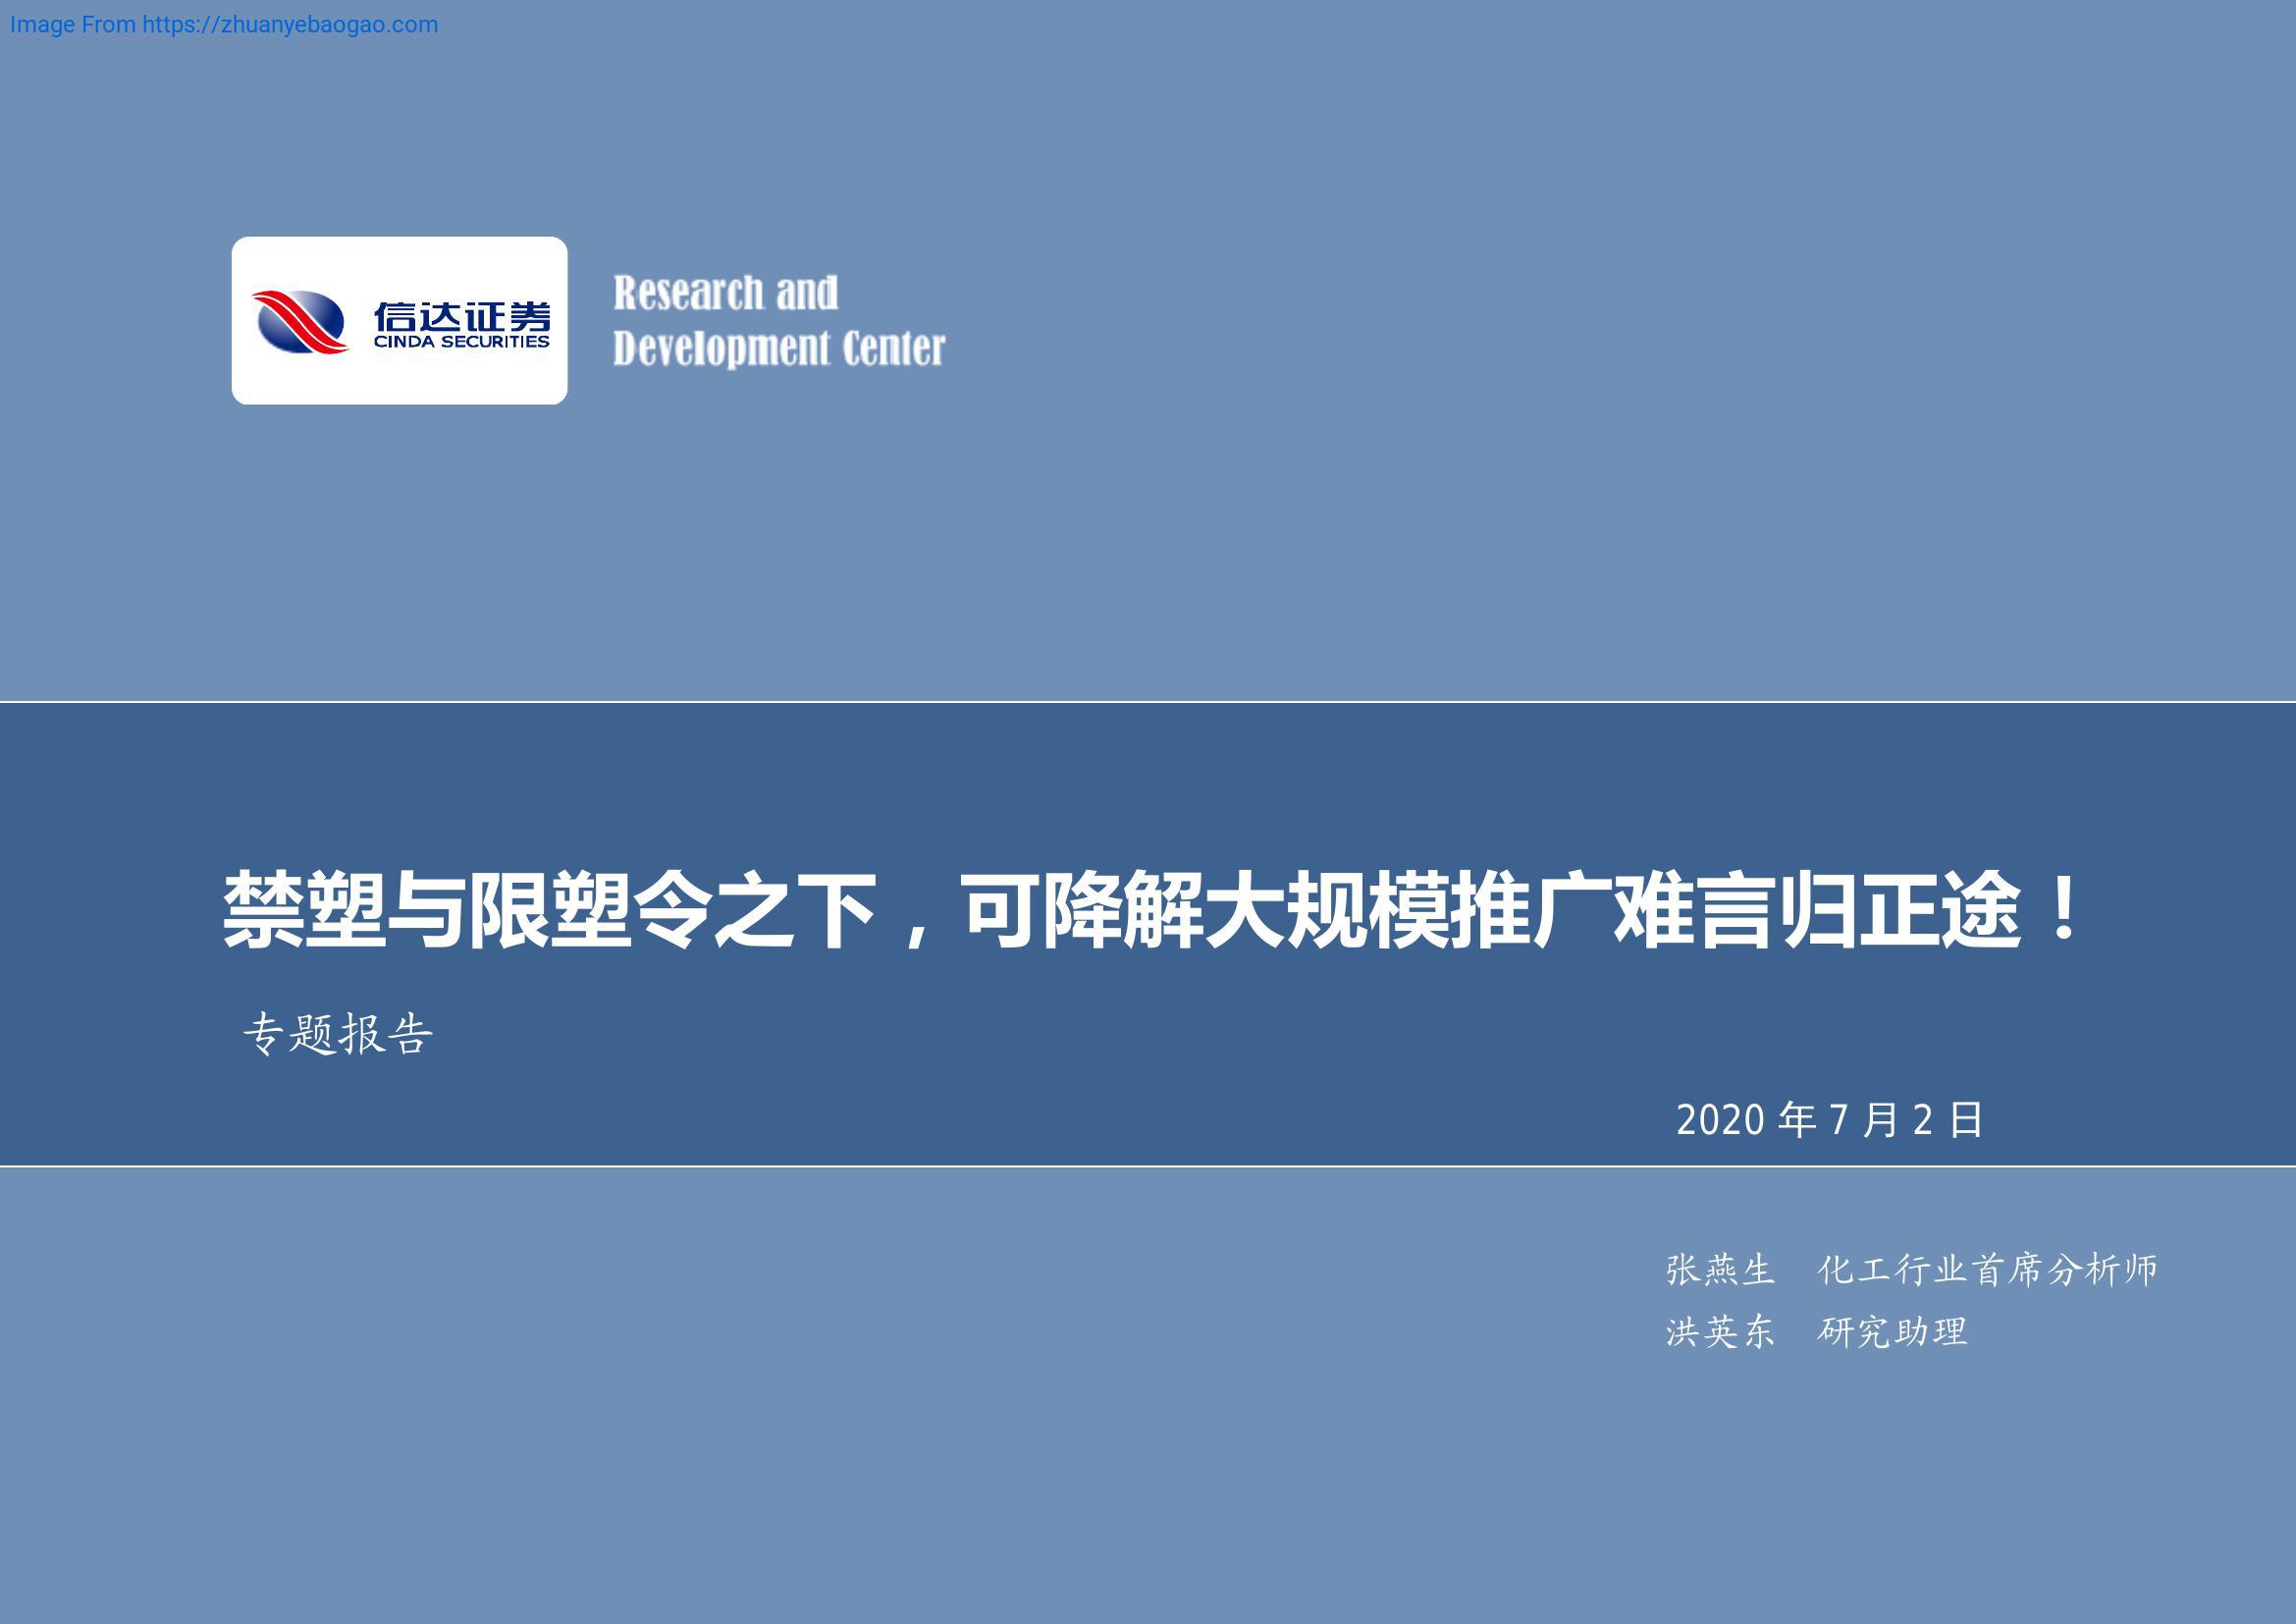 Image From https://zhuanyebaogao.com
信达证券
CINDA SECURITIES
Research and
Development Center
禁塑与限塑令之下，可降解大规模推广难言归正途！
专题报告
2020 年 7 月 2 日
张燕生 化工行业首席分析师
洪英东 研究助理